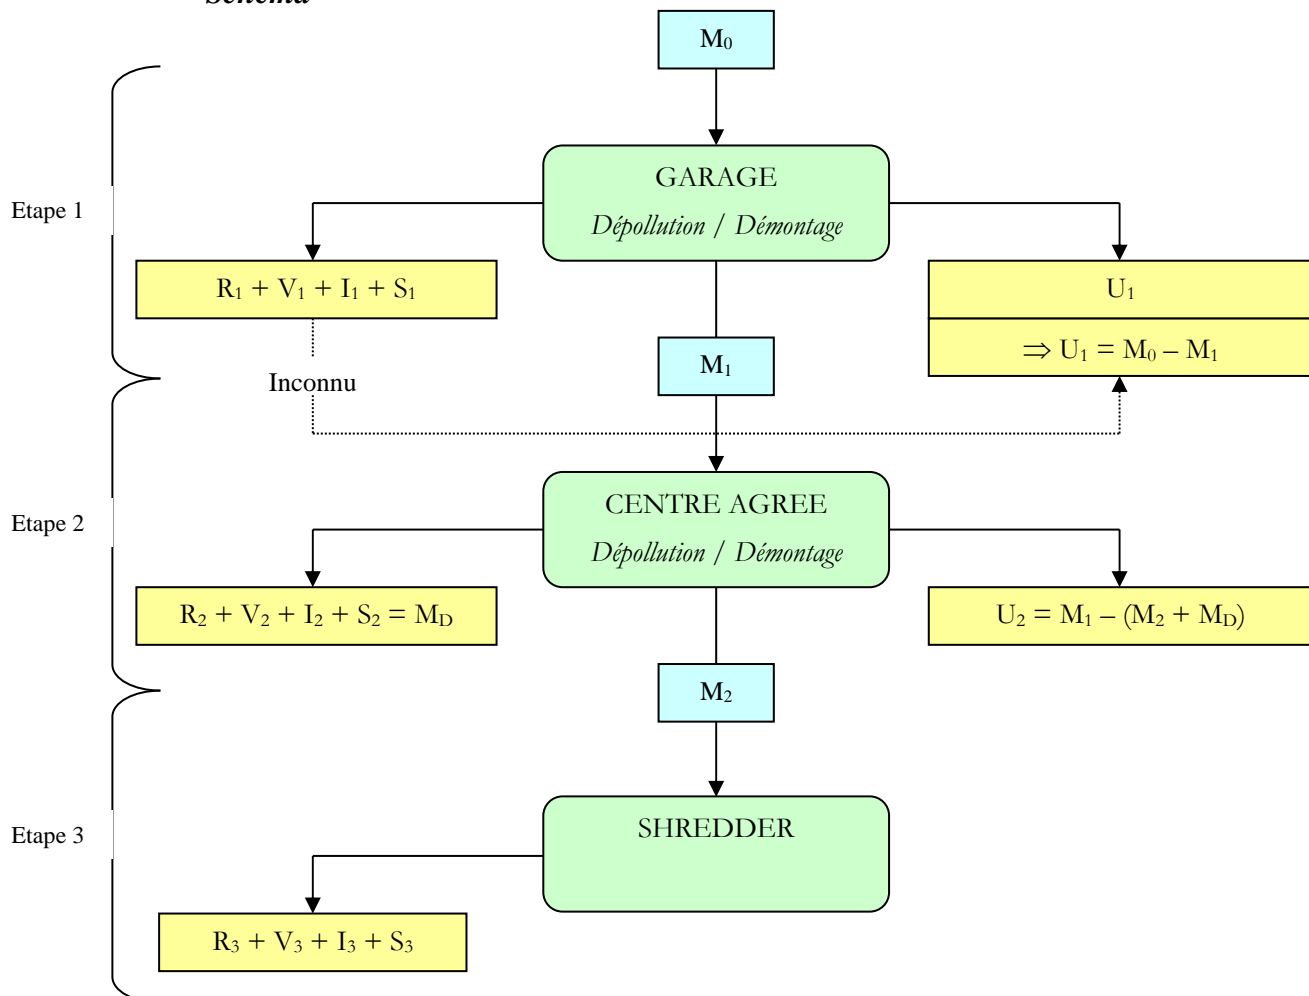 Schéma
M₀
GARAGE
Dépollution / Démontage
Etape 1
R₁ + V₁ + I₁ + S₁
U₁
⇒ U₁ = M₀ – M₁
M₁
Inconnu
CENTRE AGREE
Dépollution / Démontage
Etape 2
R₂ + V₂ + I₂ + S₂ = M_D
U₂ = M₁ – (M₂ + M_D)
M₂
SHREDDER
Etape 3
R₃ + V₃ + I₃ + S₃